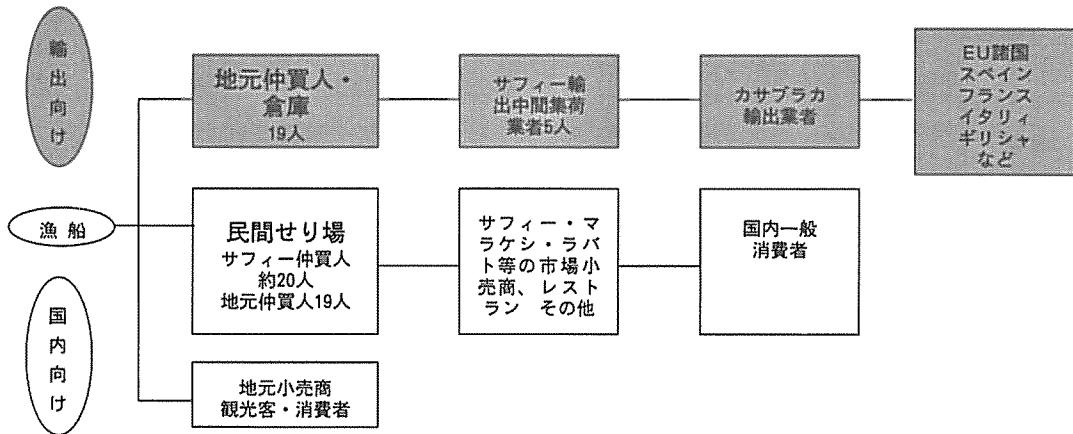 輸出向け
地元仲買人・
倉庫
19人
サフィー輸
出中間集荷
業者5人
カサブラカ
輸出業者
EU諸国
スペイン
フランス
イタリィ
ギリシャ
など
漁船
民間せり場
サフィー仲買人
約20人
地元仲買人19人
サフィー・マ
ラケシ・ラバ
ト等の市場小
売商、レスト
ラン その他
国内一般
消費者
国内向け
地元小売商
観光客・消費者